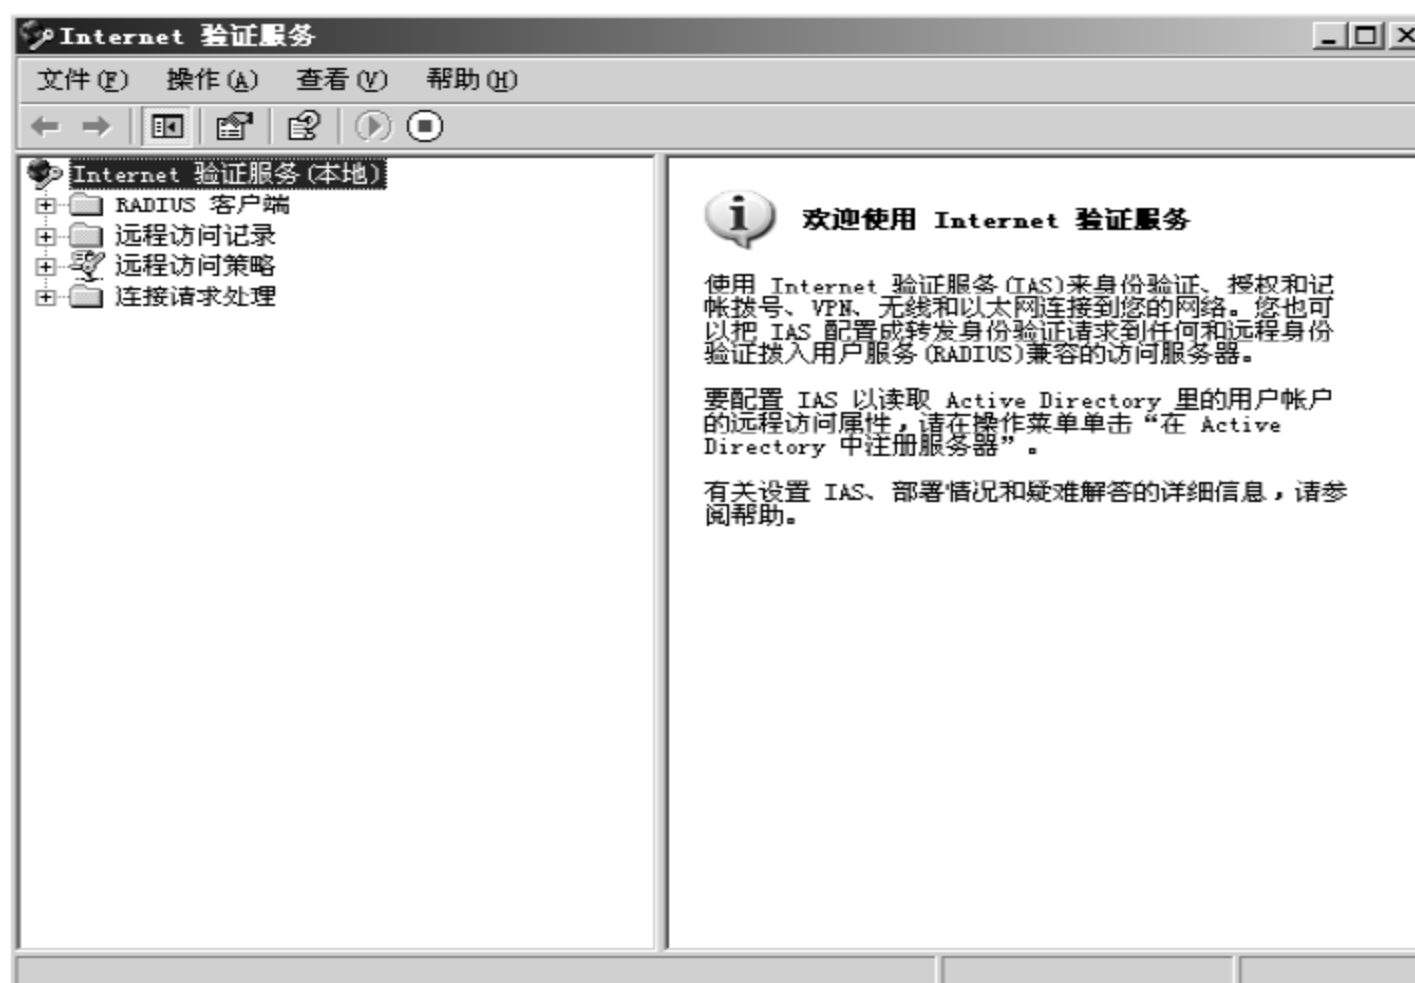 Internet 验证服务
文件(F) 操作(A) 查看(V) 帮助(H)
Internet 验证服务(本地)
RADIUS 客户端
远程访问记录
远程访问策略
连接请求处理
欢迎使用 Internet 验证服务
使用 Internet 验证服务(IAS)来身份验证、授权和记
帐拨号、VPN、无线和以太网连接到您的网络。您也可
以把 IAS 配置成转发身份验证请求到任何和远程身份
验证拨入用户服务(RADIUS)兼容的访问服务器。
要配置 IAS 以读取 Active Directory 里的用户帐户
的远程访问属性，请在操作菜单单击“在 Active
Directory 中注册服务器”。
有关设置 IAS、部署情况和疑难解答的详细信息，请参
阅帮助。